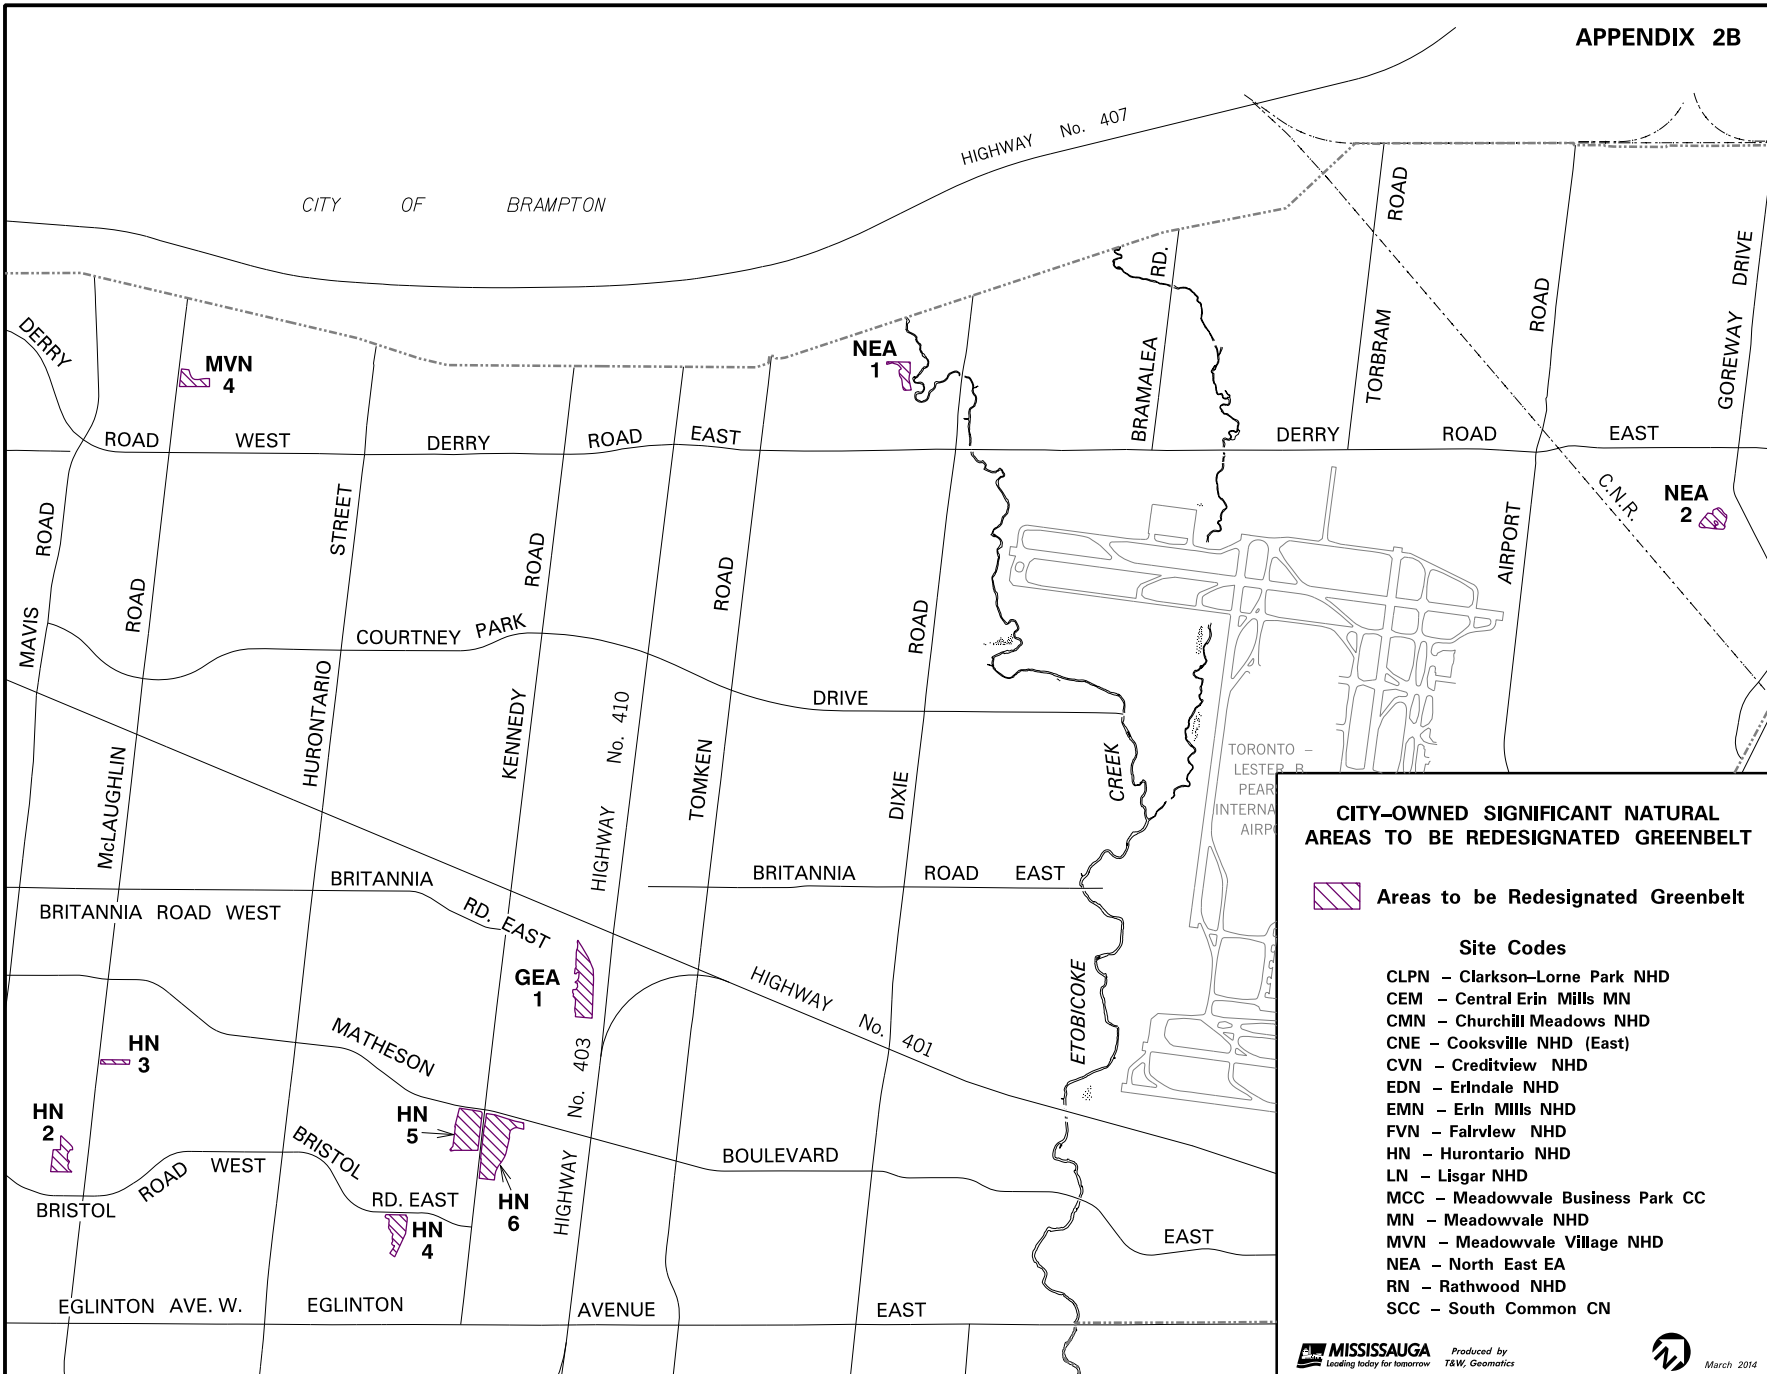 APPENDIX 2B
HIGHWAY No. 407
CITY OF BRAMPTON
DERRY
MVN
4
NEA
1
RD.
BRAMALEA
ROAD
TORBRAM
ROAD
DRIVE
GOREWAY
ROAD WEST DERRY ROAD EAST
DERRY ROAD EAST
C.N.R.
NEA
2
ROAD
MAVIS
ROAD
McLAUGHLIN
STREET
HURONTARIO
ROAD
KENNEDY
ROAD
TOMKEN
ROAD
DIXIE
AIRPORT
COURTNEY PARK
DRIVE
No. 410
HIGHWAY
CREEK
ETOBICOKE
TORONTO –
LESTER B.
PEAR
INTERNA
AIRPO
BRITANNIA
RD. EAST
BRITANNIA ROAD WEST
BRITANNIA ROAD EAST
GEA
1
HIGHWAY No. 401
No. 403
HIGHWAY
MATHESON
BOULEVARD
EAST
HN
3
HN
2
HN
5
HN
6
HN
4
BRISTOL
ROAD WEST
BRISTOL
RD. EAST
EGLINTON AVE. W.
EGLINTON
AVENUE
EAST
CITY–OWNED SIGNIFICANT NATURAL
AREAS TO BE REDESIGNATED GREENBELT
Areas to be Redesignated Greenbelt
Site Codes
CLPN – Clarkson–Lorne Park NHD
CEM – Central Erin Mills MN
CMN – Churchill Meadows NHD
CNE – Cooksville NHD (East)
CVN – Creditview NHD
EDN – Erindale NHD
EMN – Erin Mills NHD
FVN – Fairview NHD
HN – Hurontario NHD
LN – Lisgar NHD
MCC – Meadowvale Business Park CC
MN – Meadowvale NHD
MVN – Meadowvale Village NHD
NEA – North East EA
RN – Rathwood NHD
SCC – South Common CN
MISSISSAUGA
Leading today for tomorrow
Produced by
T&W, Geomatics
March 2014